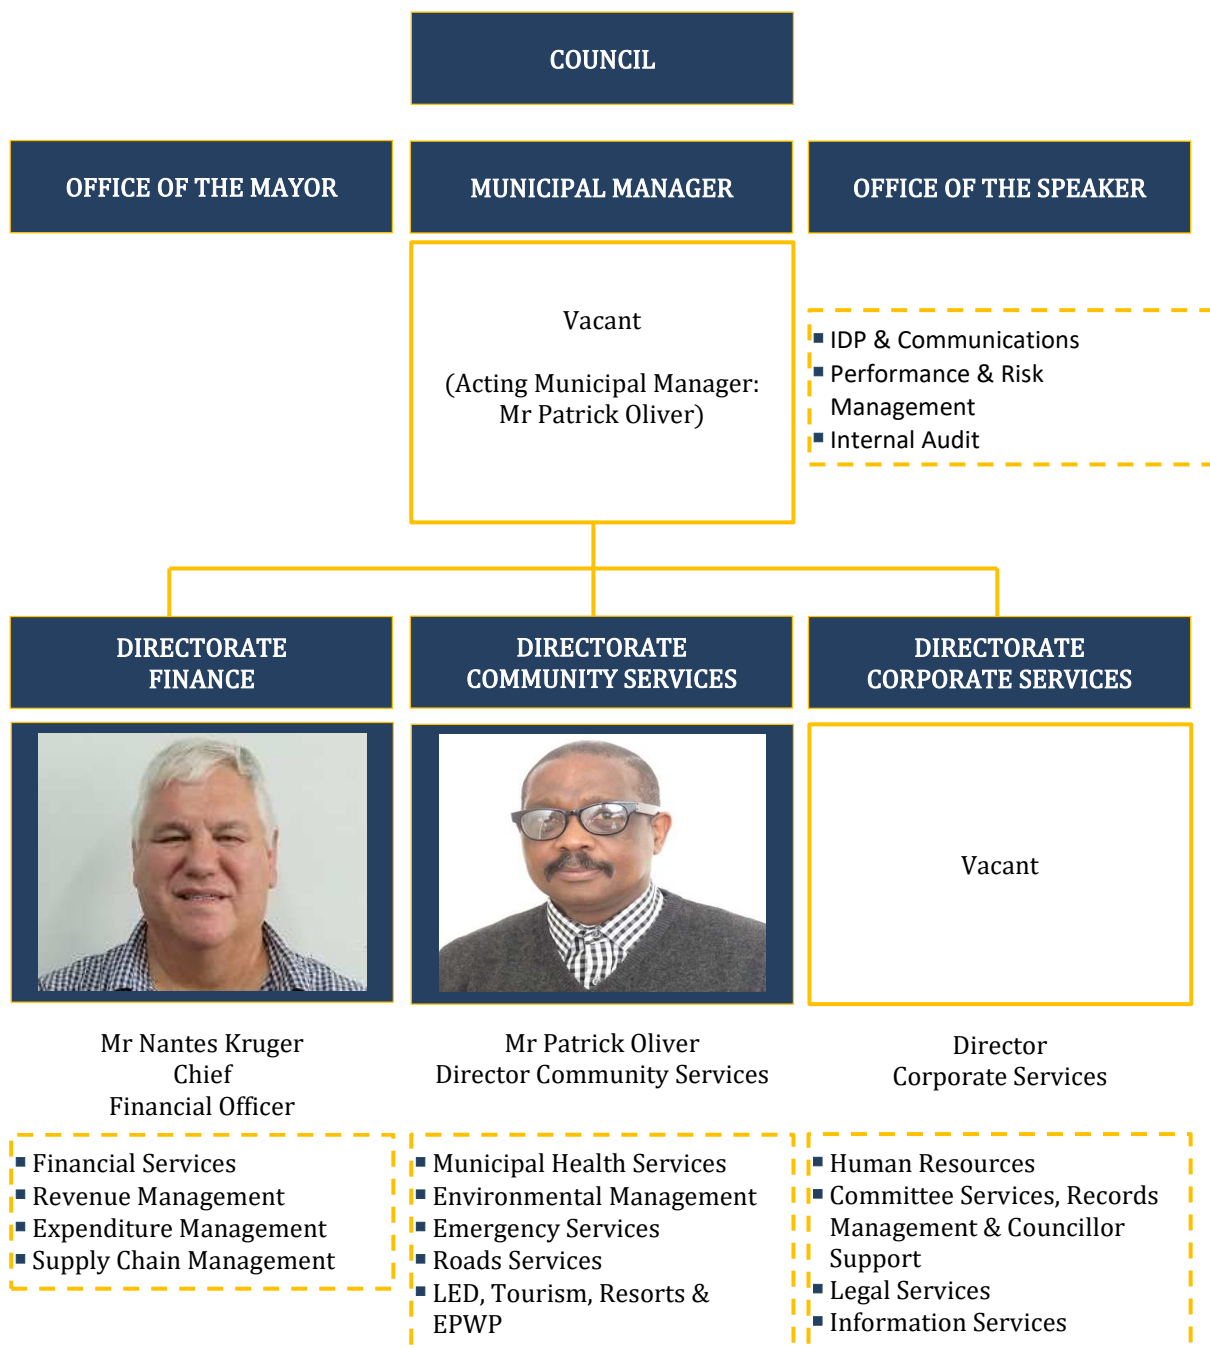 COUNCIL
OFFICE OF THE MAYOR
MUNICIPAL MANAGER
OFFICE OF THE SPEAKER
Vacant
(Acting Municipal Manager:
Mr Patrick Oliver)
▪ IDP & Communications
▪ Performance & Risk
Management
▪ Internal Audit
DIRECTORATE
FINANCE
DIRECTORATE
COMMUNITY SERVICES
DIRECTORATE
CORPORATE SERVICES
Vacant
Mr Nantes Kruger
Chief
Financial Officer
Mr Patrick Oliver
Director Community Services
Director
Corporate Services
▪ Financial Services
▪ Revenue Management
▪ Expenditure Management
▪ Supply Chain Management
▪ Municipal Health Services
▪ Environmental Management
▪ Emergency Services
▪ Roads Services
▪ LED, Tourism, Resorts &
EPWP
▪ Human Resources
▪ Committee Services, Records
Management & Councillor
Support
▪ Legal Services
▪ Information Services